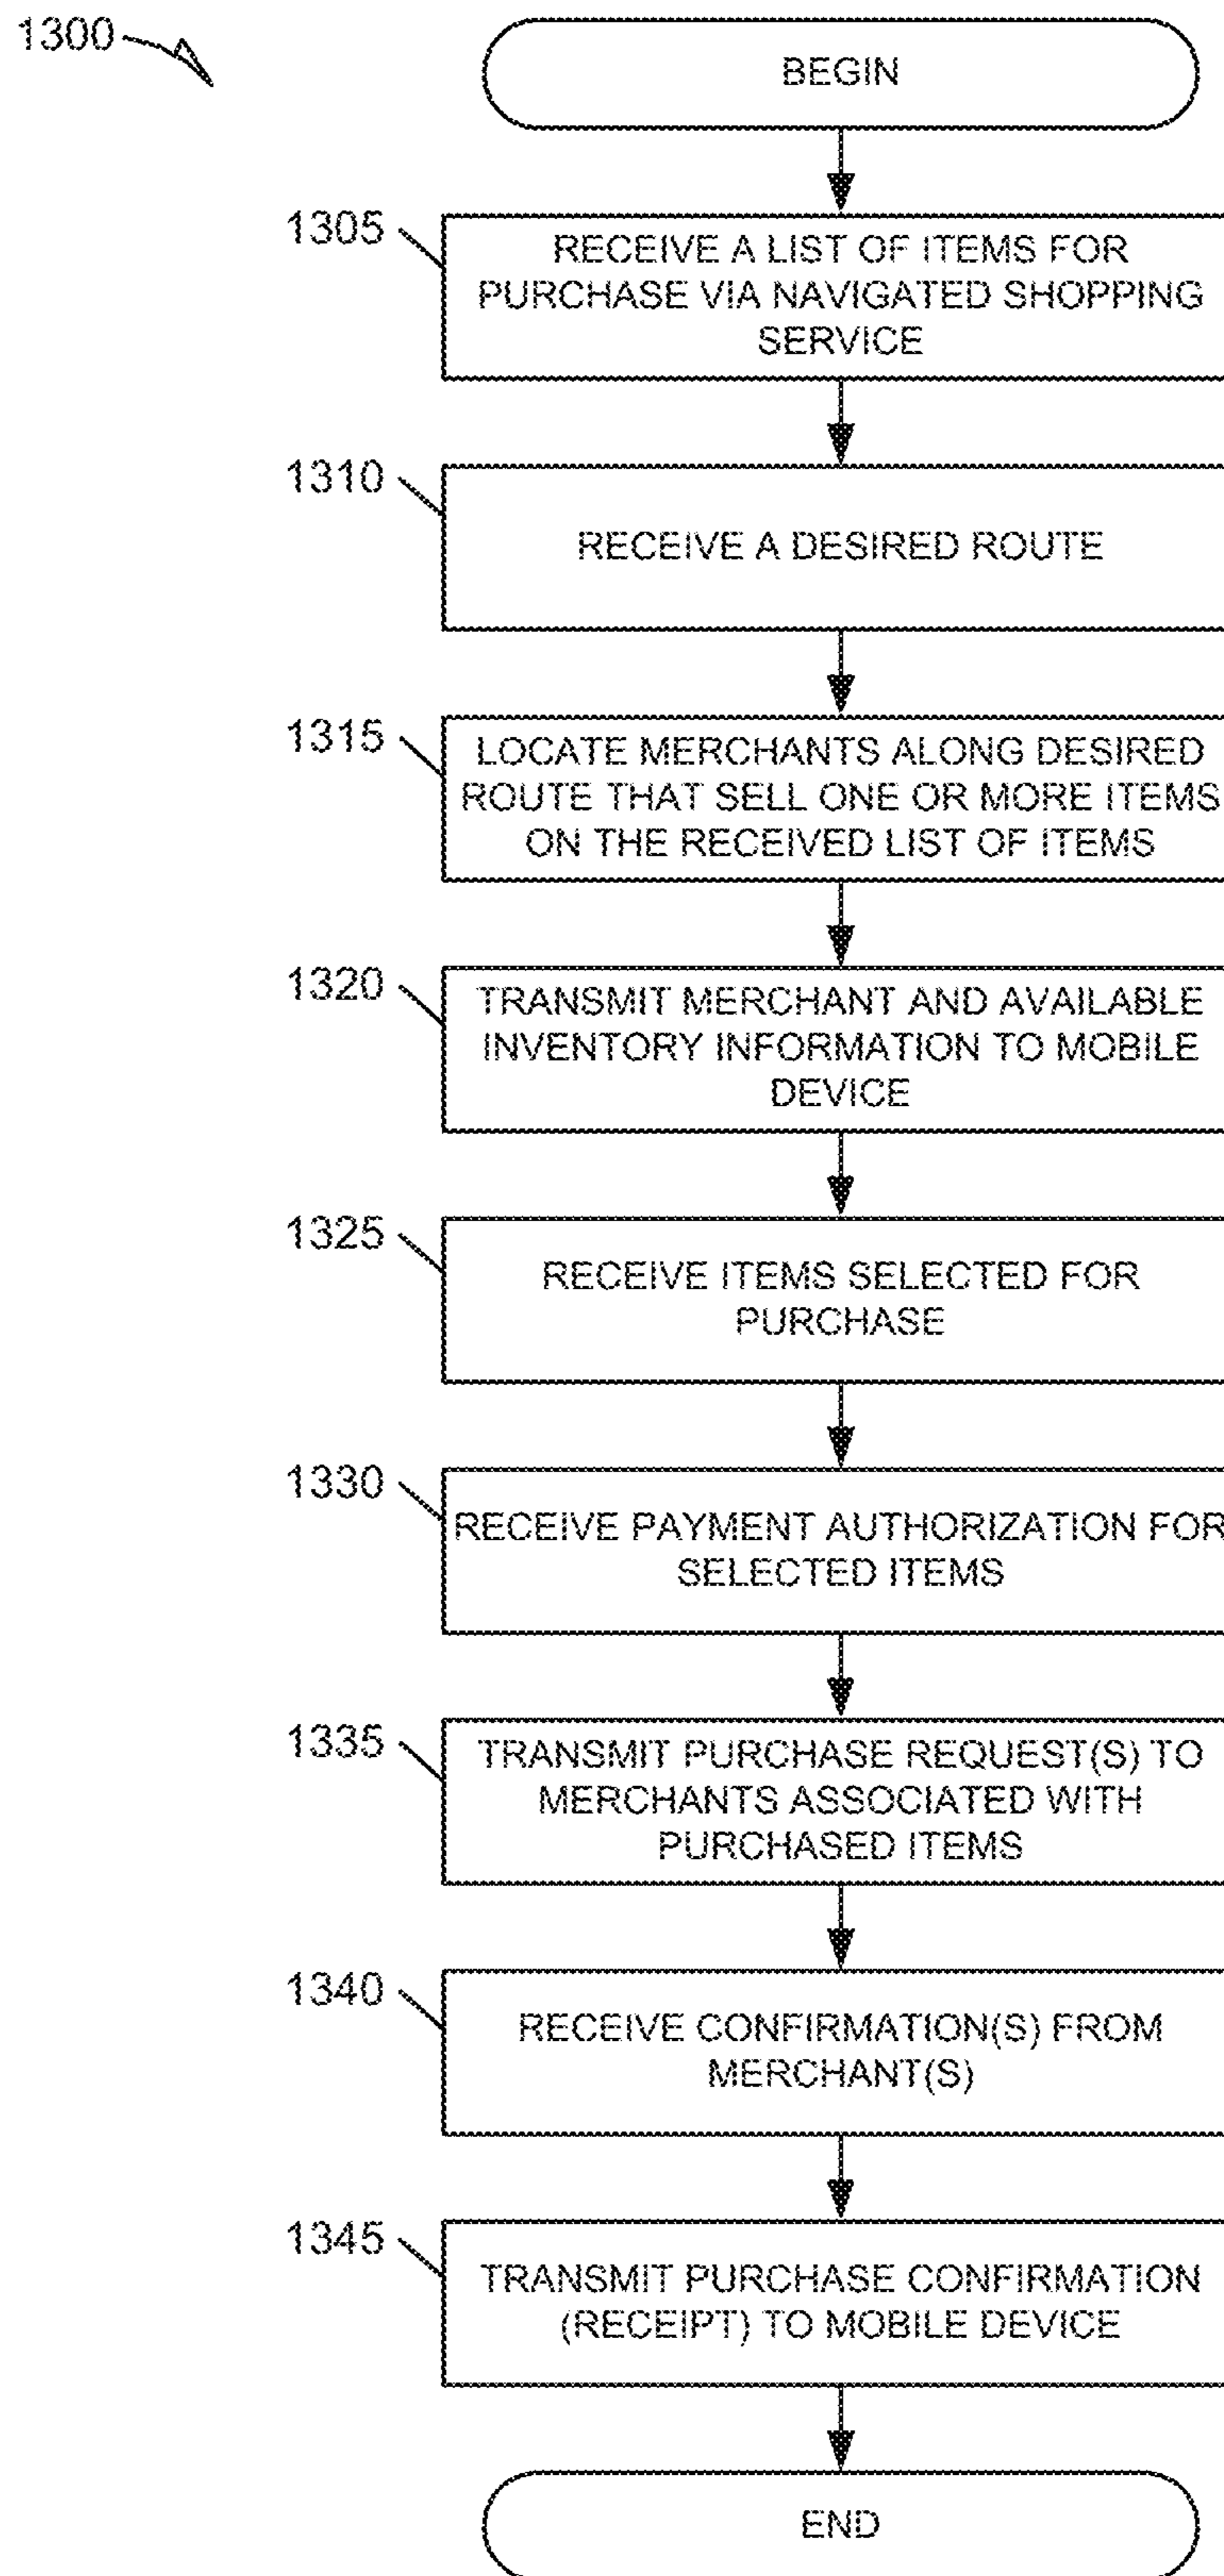 1300
BEGIN
1305
RECEIVE A LIST OF ITEMS FOR
PURCHASE VIA NAVIGATED SHOPPING
SERVICE
1310
RECEIVE A DESIRED ROUTE
1315
LOCATE MERCHANTS ALONG DESIRED
ROUTE THAT SELL ONE OR MORE ITEMS
ON THE RECEIVED LIST OF ITEMS
1320
TRANSMIT MERCHANT AND AVAILABLE
INVENTORY INFORMATION TO MOBILE
DEVICE
1325
RECEIVE ITEMS SELECTED FOR
PURCHASE
1330
RECEIVE PAYMENT AUTHORIZATION FOR
SELECTED ITEMS
1335
TRANSMIT PURCHASE REQUEST(S) TO
MERCHANTS ASSOCIATED WITH
PURCHASED ITEMS
1340
RECEIVE CONFIRMATION(S) FROM
MERCHANT(S)
1345
TRANSMIT PURCHASE CONFIRMATION
(RECEIPT) TO MOBILE DEVICE
END